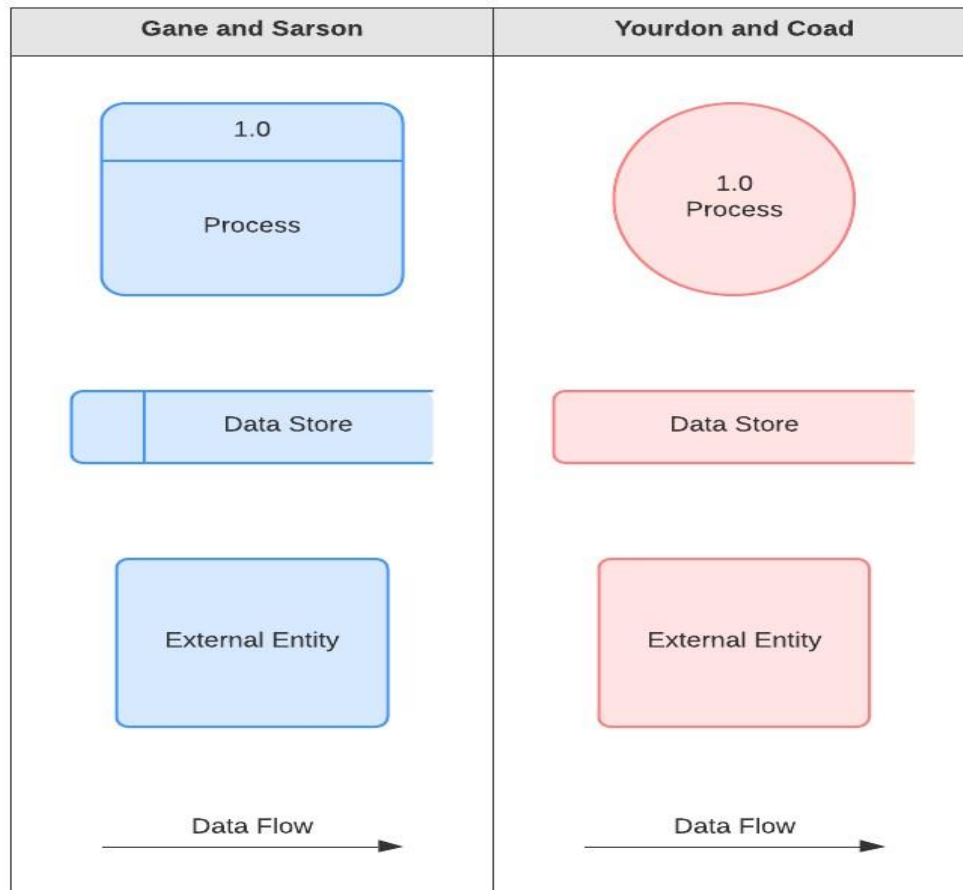 Gane and Sarson
Yourdon and Coad
1.0
Process
1.0
Process
Data Store
Data Store
External Entity
External Entity
Data Flow
Data Flow